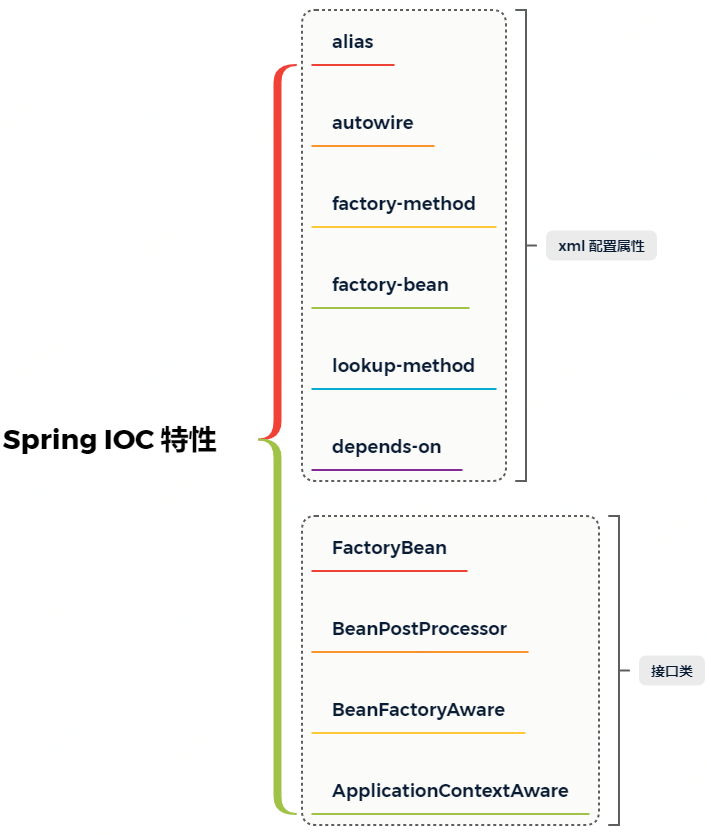 Spring IOC 特性
alias
autowire
factory-method
factory-bean
lookup-method
depends-on
xml 配置属性
FactoryBean
BeanPostProcessor
BeanFactoryAware
ApplicationContextAware
接口类